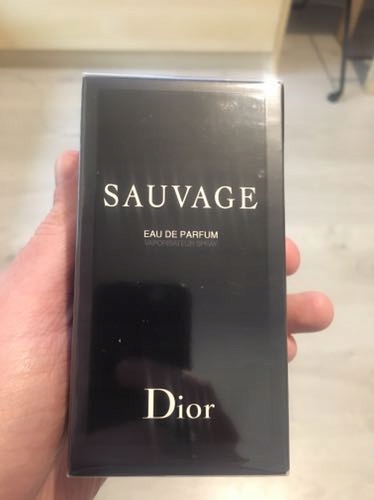 SAUVAGE
EAU DE PARFUM
VAPORISATEUR SPRAY
Dior